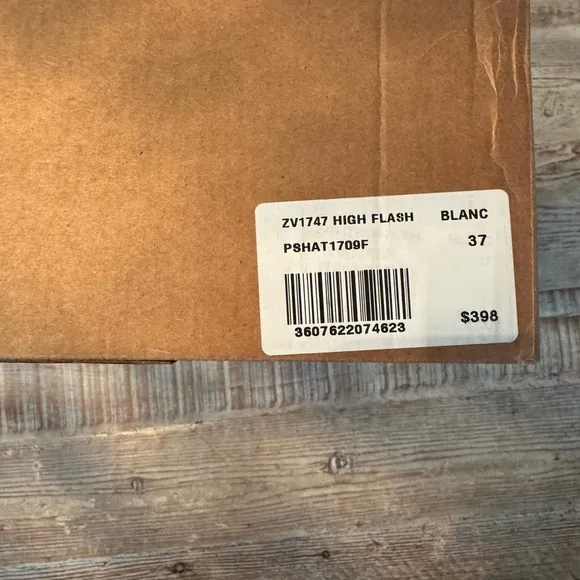 ZV1747 HIGH FLASH BLANC
PSHAT1709F 37
3607622074623
$398